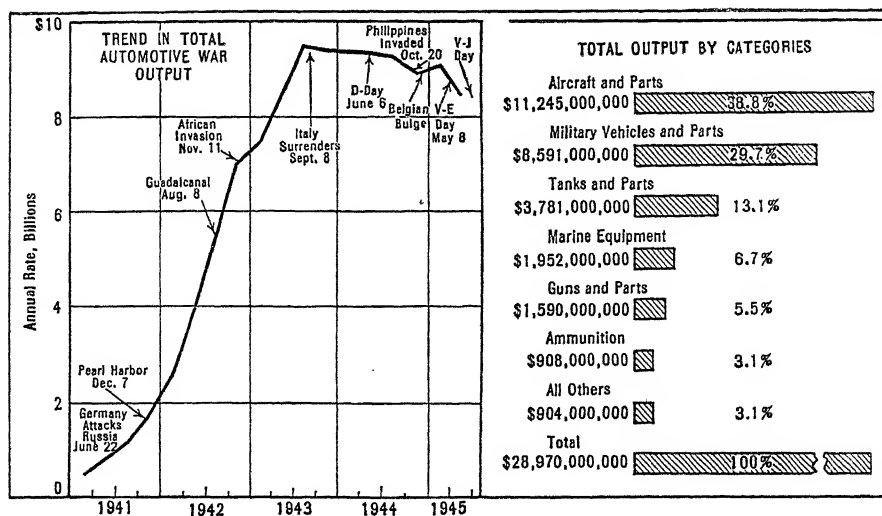 TREND IN TOTAL
AUTOMOTIVE WAR
OUTPUT
$10
8
6
4
2
0
Annual Rate, Billions
Germany
Attacks
Russia
June 22
Pearl Harbor
Dec. 7
Guadalcanal
Aug. 8
African
Invasion
Nov. 11
Italy
Surrenders
Sept. 8
D-Day
June 6
Philippines
Invaded
Oct. 20
Belgian
Bulge
V-E
Day
May 8
V-J
Day
1941
1942
1943
1944
1945
TOTAL OUTPUT BY CATEGORIES
Aircraft and Parts
$11,245,000,000 38.8%
Military Vehicles and Parts
$8,591,000,000 29.7%
Tanks and Parts
$3,781,000,000 13.1%
Marine Equipment
$1,952,000,000 6.7%
Guns and Parts
$1,590,000,000 5.5%
Ammunition
$908,000,000 3.1%
All Others
$904,000,000 3.1%
Total
$28,970,000,000 100%